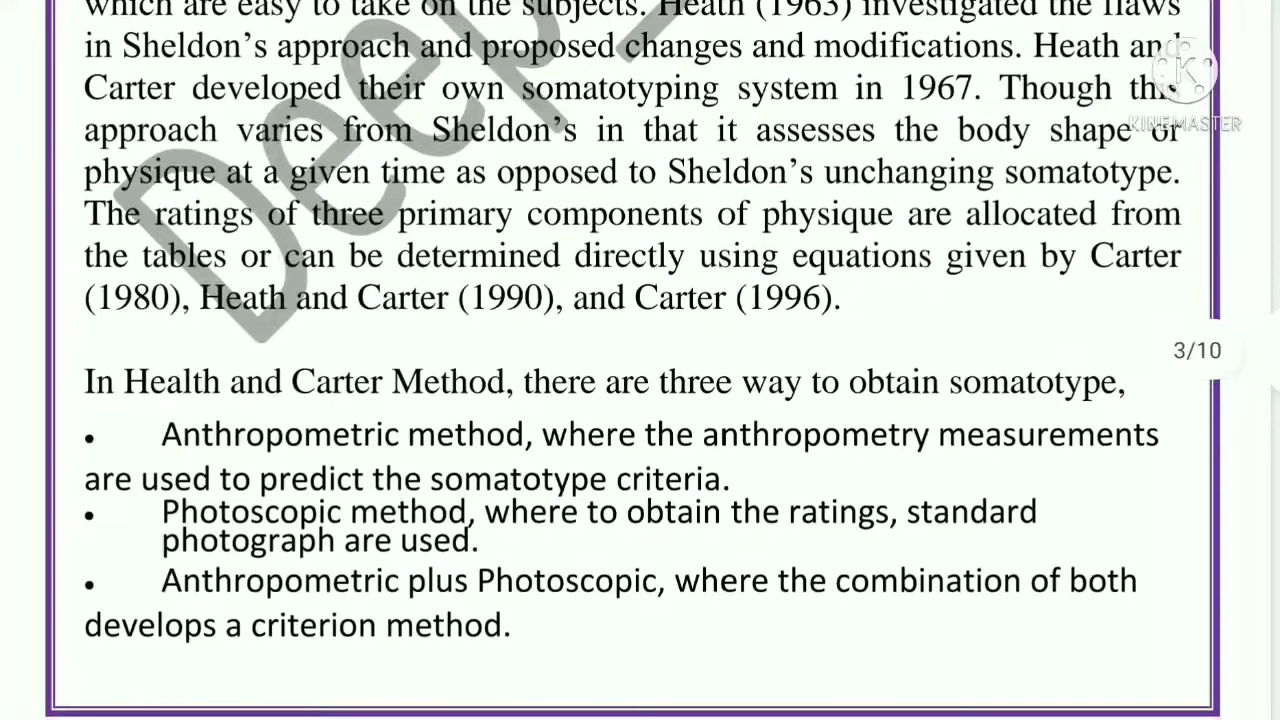 which are easy to take on the subjects. Heath (1963) investigated the flaws
in Sheldon’s approach and proposed changes and modifications. Heath and
Carter developed their own somatotyping system in 1967. Though this
approach varies from Sheldon’s in that it assesses the body shape or
physique at a given time as opposed to Sheldon’s unchanging somatotype.
The ratings of three primary components of physique are allocated from
the tables or can be determined directly using equations given by Carter
(1980), Heath and Carter (1990), and Carter (1996).
In Health and Carter Method, there are three way to obtain somatotype,
• Anthropometric method, where the anthropometry measurements
are used to predict the somatotype criteria.
• Photoscopic method, where to obtain the ratings, standard
photograph are used.
• Anthropometric plus Photoscopic, where the combination of both
develops a criterion method.
Deep_
K
KINEMASTER
3/10